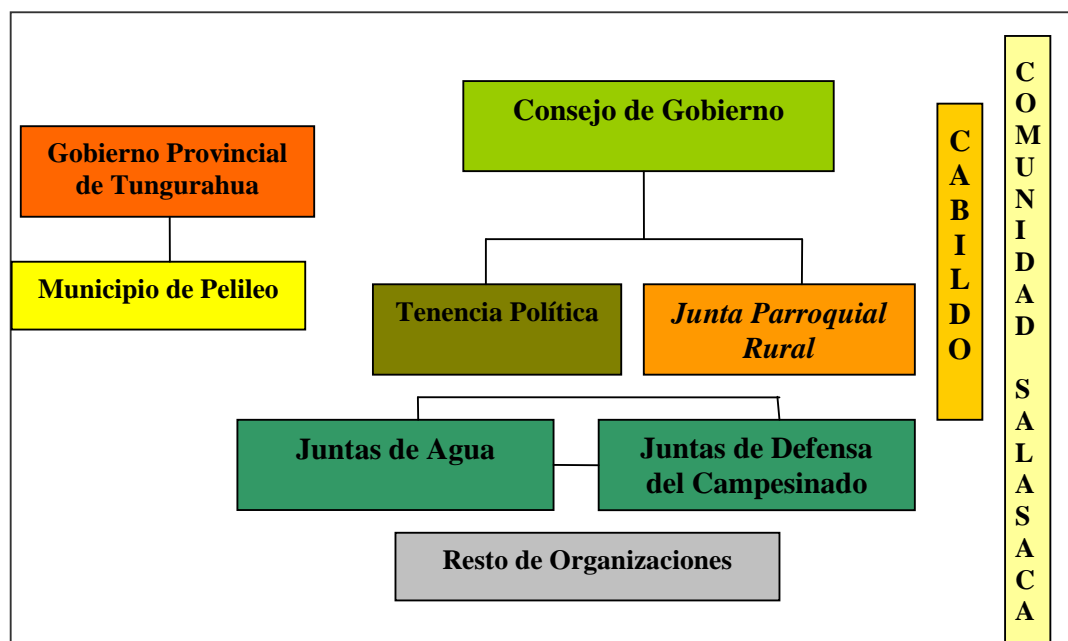 Consejo de Gobierno
Gobierno Provincial
de Tungurahua
Municipio de Pelileo
Tenencia Política
Junta Parroquial
Rural
Juntas de Agua
Juntas de Defensa
del Campesinado
Resto de Organizaciones
CABILDO
COMUNIDAD SALASACA